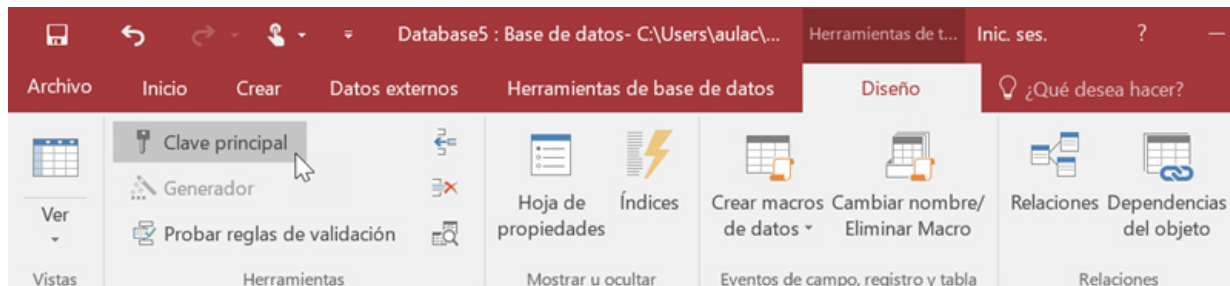 Database5 : Base de datos- C:\Users\aulac\... Herramientas de t... Inic. ses. ?
Archivo Inicio Crear Datos externos Herramientas de base de datos Diseño ¿Qué desea hacer?
Ver
Vistas
Clave principal
Generador
Probar reglas de validación
Herramientas
Hoja de
propiedades
Índices
Mostrar u ocultar
Crear macros
de datos
Cambiar nombre/
Eliminar Macro
Eventos de campo, registro y tabla
Relaciones
Dependencias
del objeto
Relaciones